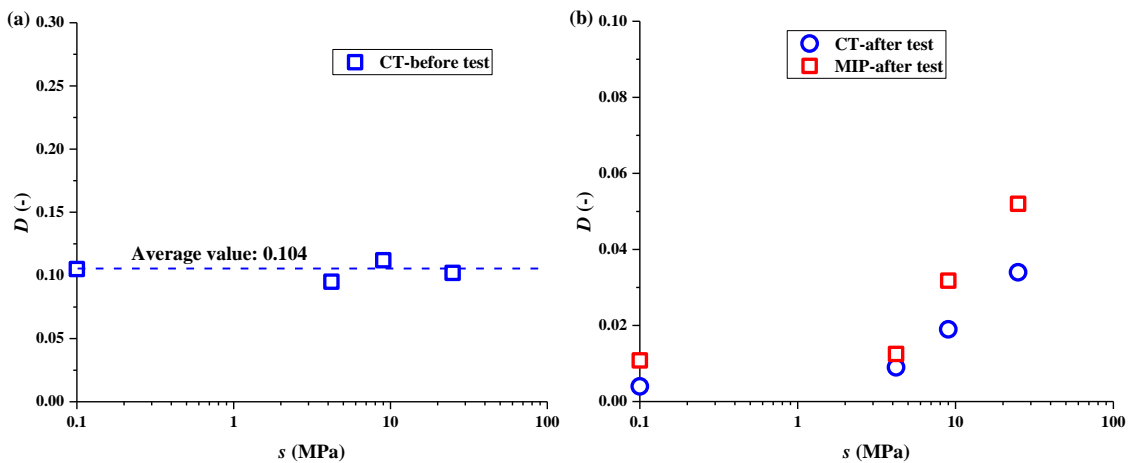 (a)
0.30
0.25
0.20
0.15
0.10
0.05
0.00
D (-)
CT-before test
Average value: 0.104
0.1
1
10
100
s (MPa)
(b)
0.10
0.08
0.06
0.04
0.02
0.00
D (-)
CT-after test
MIP-after test
0.1
1
10
100
s (MPa)